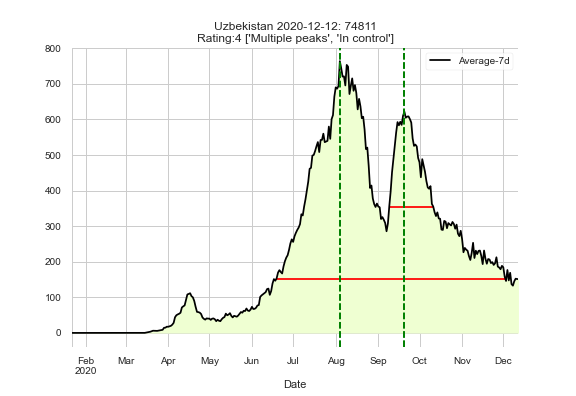 Uzbekistan 2020-12-12: 74811
Rating:4 ['Multiple peaks', 'In control']
Average-7d
800
700
600
500
400
300
200
100
0
Feb Mar Apr May Jun Jul Aug Sep Oct Nov Dec
2020
Date